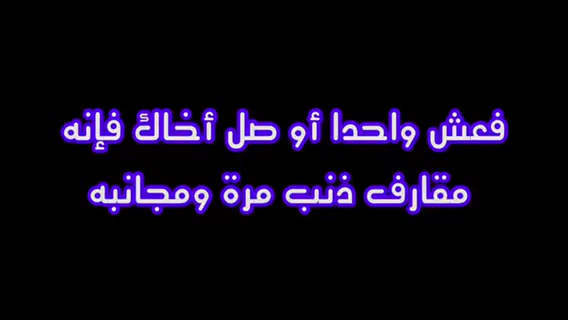 فعش واحدا أو صل أخاك فإنه
مقارف ذنب مرة ومجانبه